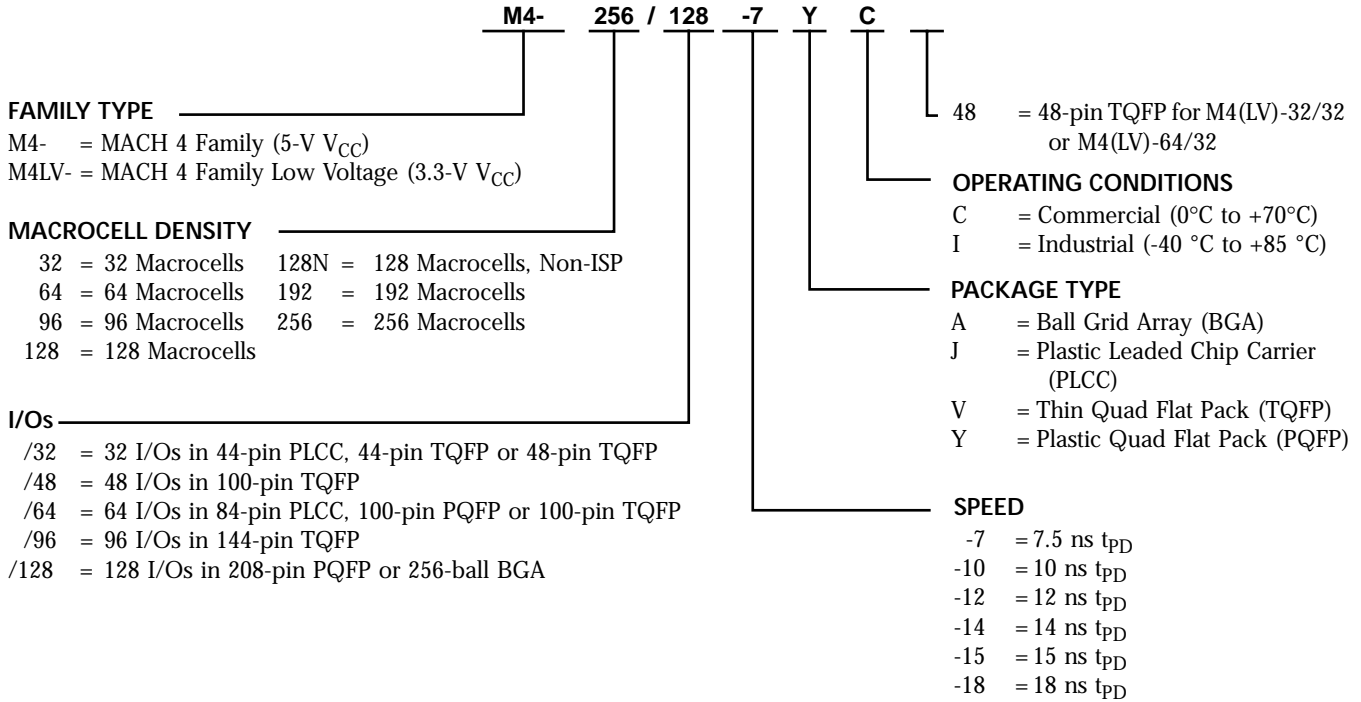 M4- 256 / 128 -7 Y C
FAMILY TYPE
M4- = MACH 4 Family (5-V VCC)
M4LV- = MACH 4 Family Low Voltage (3.3-V VCC)
MACROCELL DENSITY
32 = 32 Macrocells 128N = 128 Macrocells, Non-ISP
64 = 64 Macrocells 192 = 192 Macrocells
96 = 96 Macrocells 256 = 256 Macrocells
128 = 128 Macrocells
I/Os
/32 = 32 I/Os in 44-pin PLCC, 44-pin TQFP or 48-pin TQFP
/48 = 48 I/Os in 100-pin TQFP
/64 = 64 I/Os in 84-pin PLCC, 100-pin PQFP or 100-pin TQFP
/96 = 96 I/Os in 144-pin TQFP
/128 = 128 I/Os in 208-pin PQFP or 256-ball BGA
48 = 48-pin TQFP for M4(LV)-32/32
or M4(LV)-64/32
OPERATING CONDITIONS
C = Commercial (0°C to +70°C)
I = Industrial (-40 °C to +85 °C)
PACKAGE TYPE
A = Ball Grid Array (BGA)
J = Plastic Leaded Chip Carrier
(PLCC)
V = Thin Quad Flat Pack (TQFP)
Y = Plastic Quad Flat Pack (PQFP)
SPEED
-7 = 7.5 ns tPD
-10 = 10 ns tPD
-12 = 12 ns tPD
-14 = 14 ns tPD
-15 = 15 ns tPD
-18 = 18 ns tPD